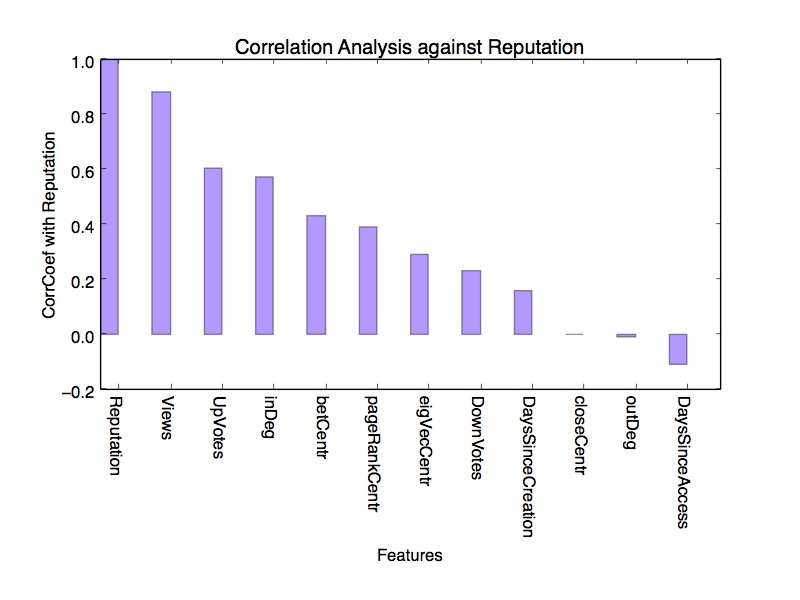 Correlation Analysis against Reputation
CorrCoef with Reputation
1.0
0.8
0.6
0.4
0.2
0.0
−0.2
Reputation
Views
UpVotes
inDeg
betCentr
pageRankCentr
eigVecCentr
DownVotes
DaysSinceCreation
closeCentr
outDeg
DaysSinceAccess
Features